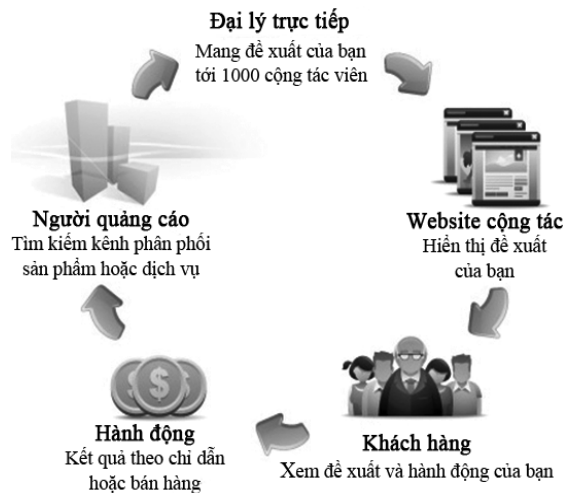 Đại lý trực tiếp
Mang đề xuất của bạn
tới 1000 cộng tác viên
Người quảng cáo
Tìm kiếm kênh phân phối
sản phẩm hoặc dịch vụ
Website cộng tác
Hiển thị đề xuất
của bạn
$
Hành động
Kết quả theo chỉ dẫn
hoặc bán hàng
Khách hàng
Xem đề xuất và hành động của bạn